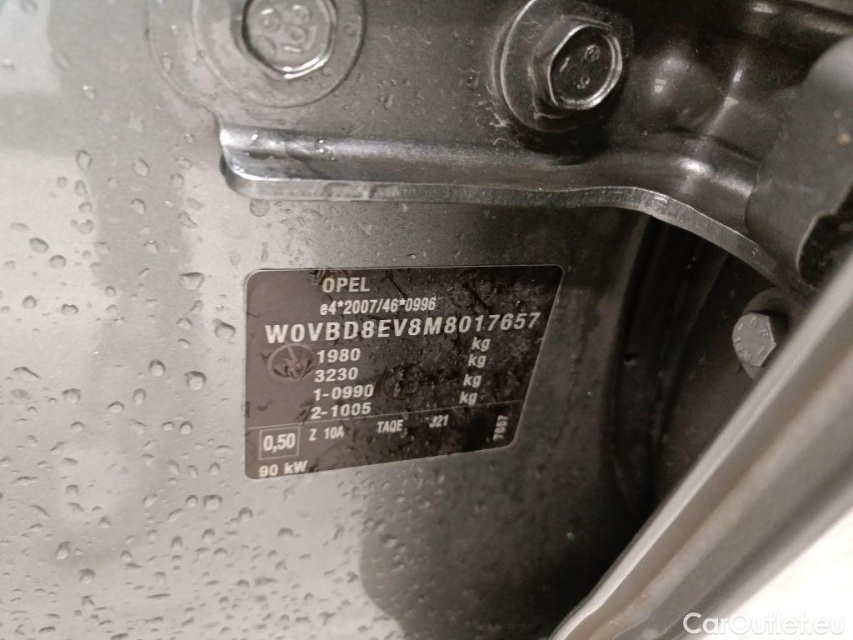 OPEL
e4*2007/46*0996
W0VBD8EV8M8017657
1980 kg
3230 kg
1-0990 kg
2-1005 kg
0,50 Z 10A TAQE J21 7657
90 kW
CarOutlet.eu